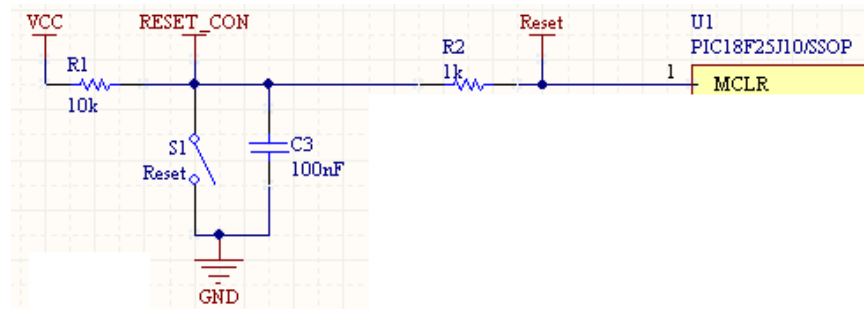 VCC
RESET_CON
Reset
U1
PIC18F25J10/SSOP
R1
10k
R2
1k
1
MCLR
S1
Reset
C3
100nF
GND